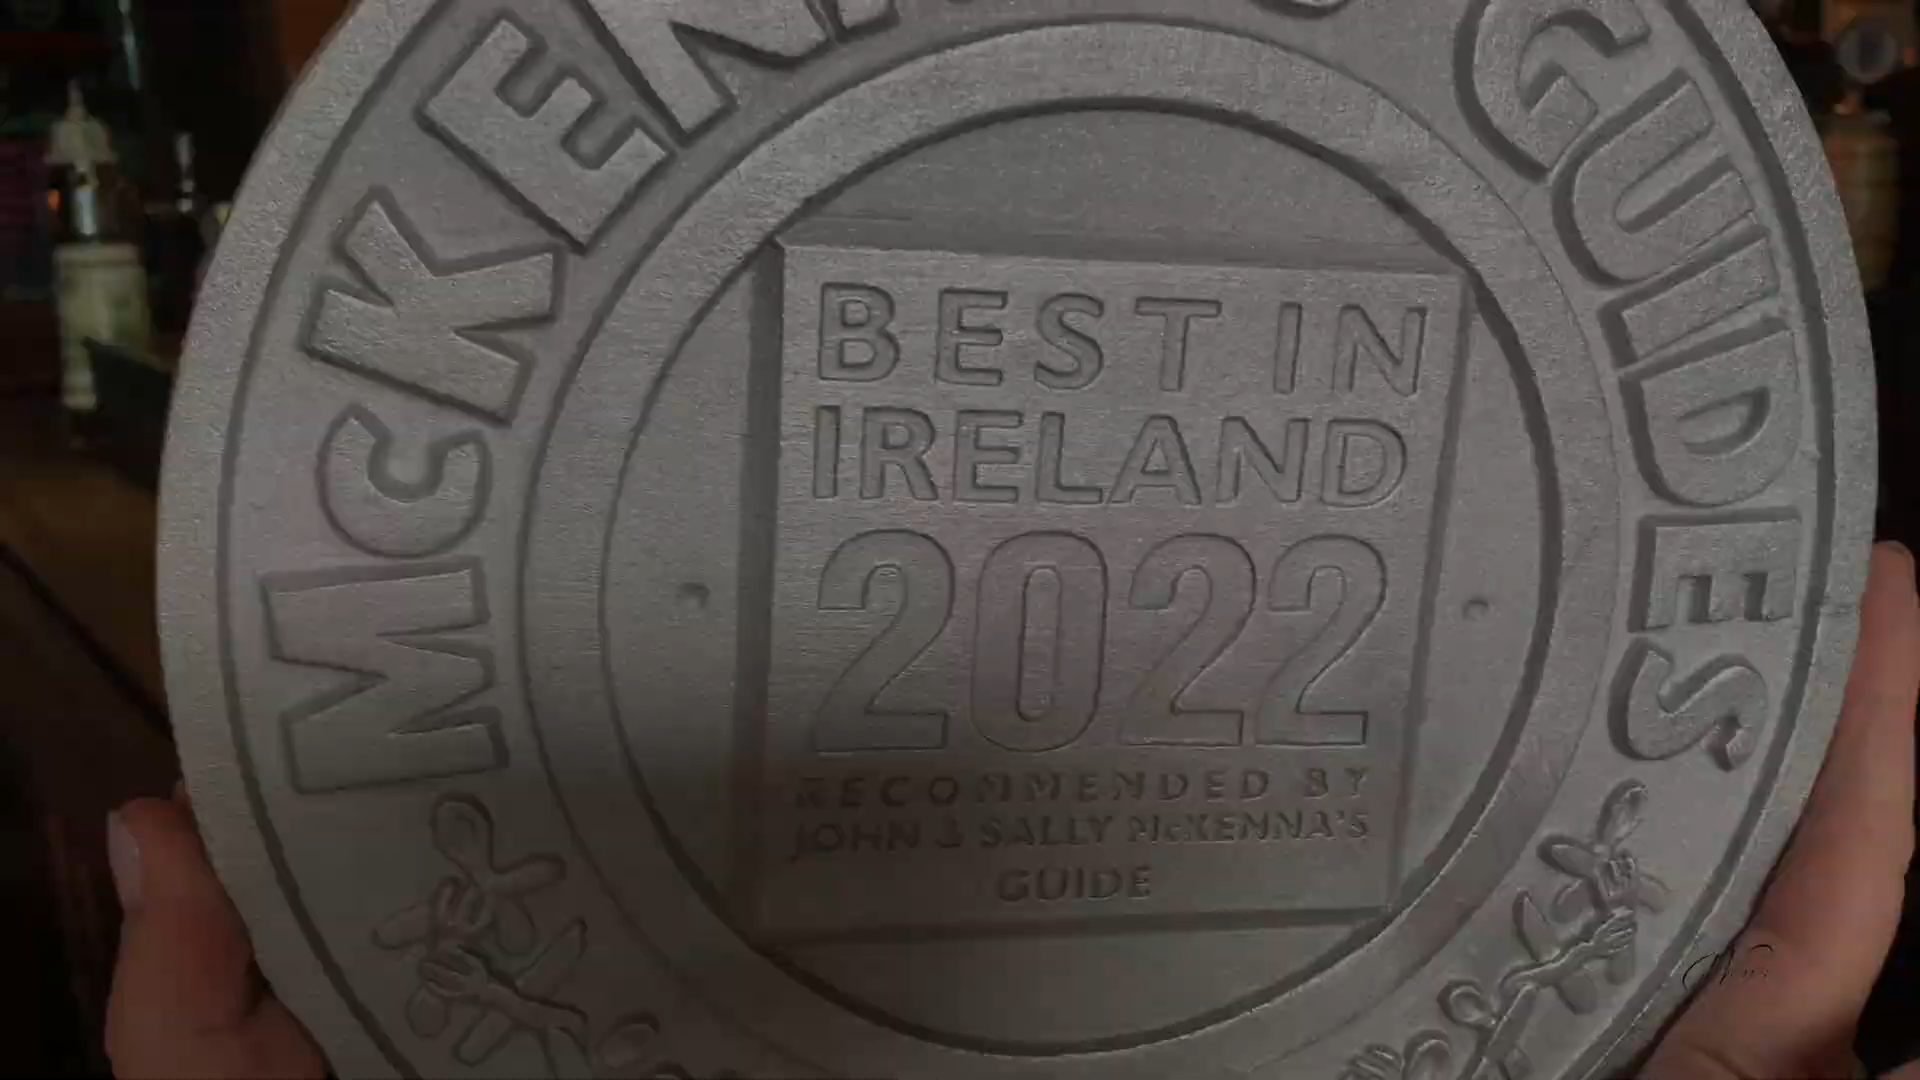 McKENNAS' GUIDES
BEST IN
IRELAND
2022
RECOMMENDED BY
JOHN & SALLY McKENNA'S
GUIDE